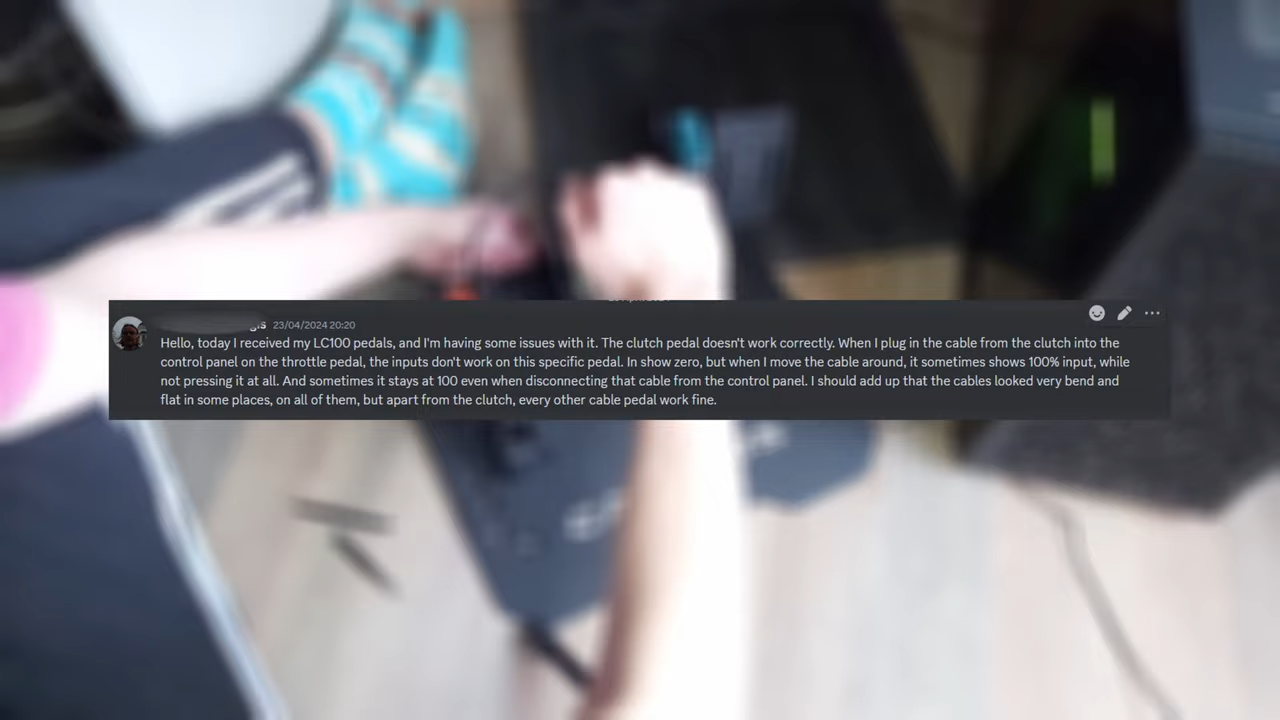 23/04/2024 20:20
Hello, today I received my LC100 pedals, and I'm having some issues with it. The clutch pedal doesn't work correctly. When I plug in the cable from the clutch into the
control panel on the throttle pedal, the inputs don't work on this specific pedal. In show zero, but when I move the cable around, it sometimes shows 100% input, while
not pressing it at all. And sometimes it stays at 100 even when disconnecting that cable from the control panel. I should add up that the cables looked very bend and
flat in some places, on all of them, but apart from the clutch, every other cable pedal work fine.